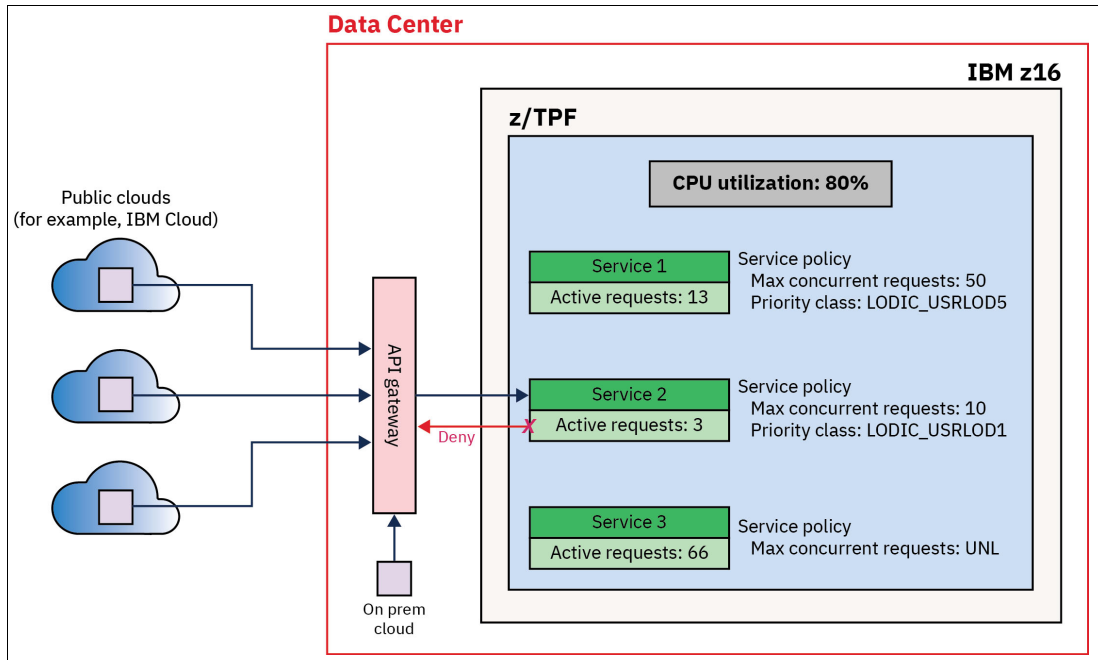 Data Center
IBM z16
z/TPF
CPU utilization: 80%
Public clouds
(for example, IBM Cloud)
Service 1
Active requests: 13
Service policy
Max concurrent requests: 50
Priority class: LODIC_USRLOD5
API gateway
Service 2
Active requests: 3
Service policy
Max concurrent requests: 10
Priority class: LODIC_USRLOD1
X
Deny
Service 3
Active requests: 66
Service policy
Max concurrent requests: UNL
On prem
cloud